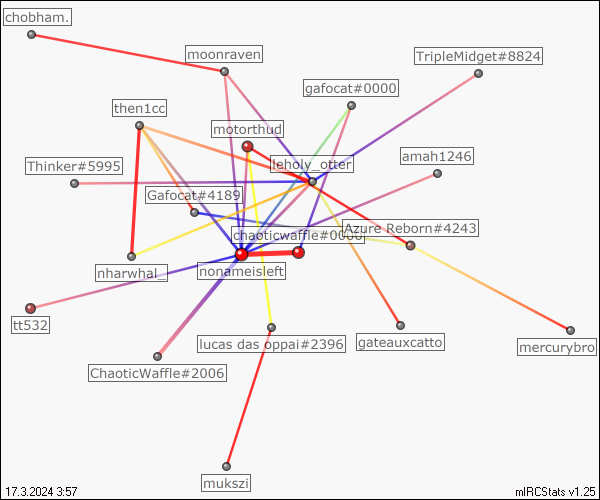 chobham.
moonraven
TripleMidget#8824
gafocat#0000
then1cc
motorthud
amah1246
leholy_otter
Thinker#5995
Gafocat#4189
Azure Reborn#4243
chaoticwaffle#0000
nharwhal_
nonameisleft
tt532
lucas das oppai#2396
gateauxcatto
mercurybro
ChaoticWaffle#2006
mukszi
17.3.2024 3:57
mIRCStats v1.25